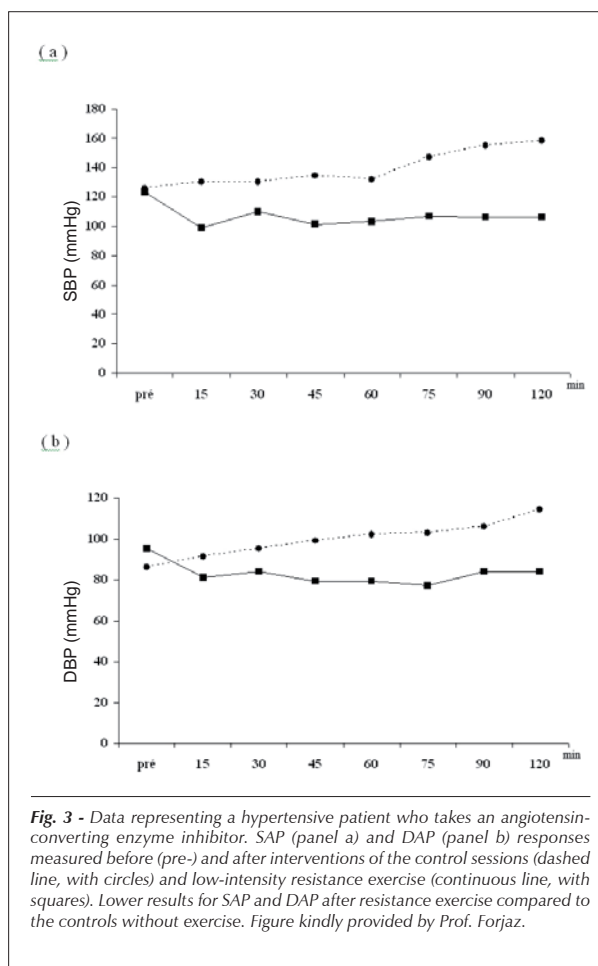 ( a )
180
160
140
120
100
80
60
40
20
0
SBP (mmHg)
pré 15 30 45 60 75 90 120 min
( b )
120
100
80
60
40
20
0
DBP (mmHg)
pré 15 30 45 60 75 90 120 min
Fig. 3 - Data representing a hypertensive patient who takes an angiotensin-
converting enzyme inhibitor. SAP (panel a) and DAP (panel b) responses
measured before (pre-) and after interventions of the control sessions (dashed
line, with circles) and low-intensity resistance exercise (continuous line, with
squares). Lower results for SAP and DAP after resistance exercise compared to
the controls without exercise. Figure kindly provided by Prof. Forjaz.